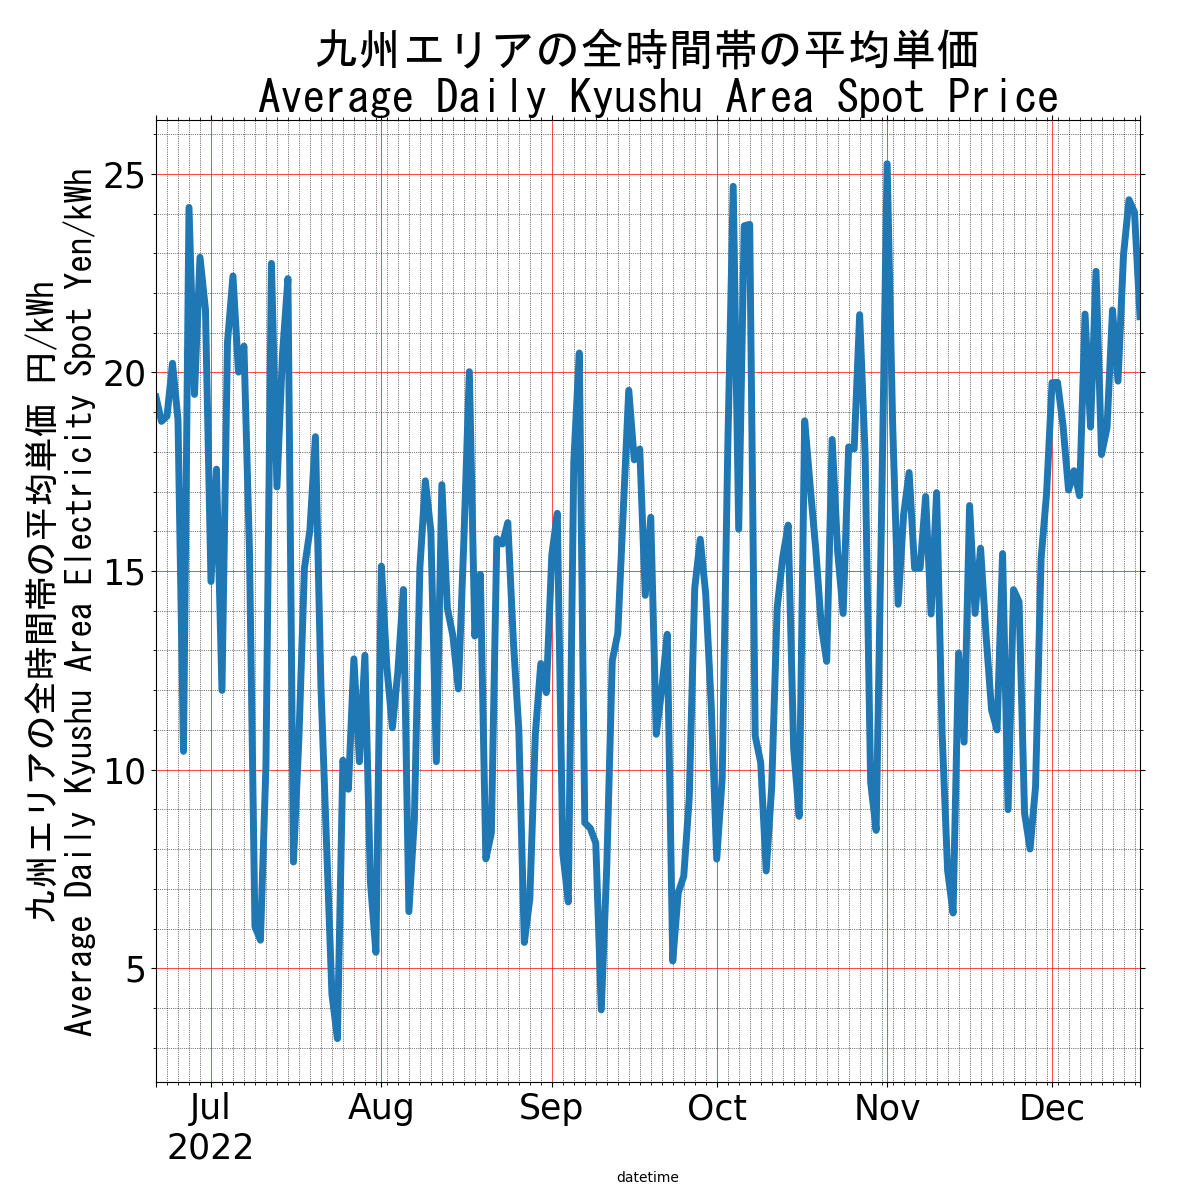 九州エリアの全時間帯の平均単価
Average Daily Kyushu Area Spot Price
九州エリアの全時間帯の平均単価 円/kWh
Average Daily Kyushu Area Electricity Spot Yen/kWh
25
20
15
10
5
Jul
2022
Aug
Sep
Oct
Nov
Dec
datetime